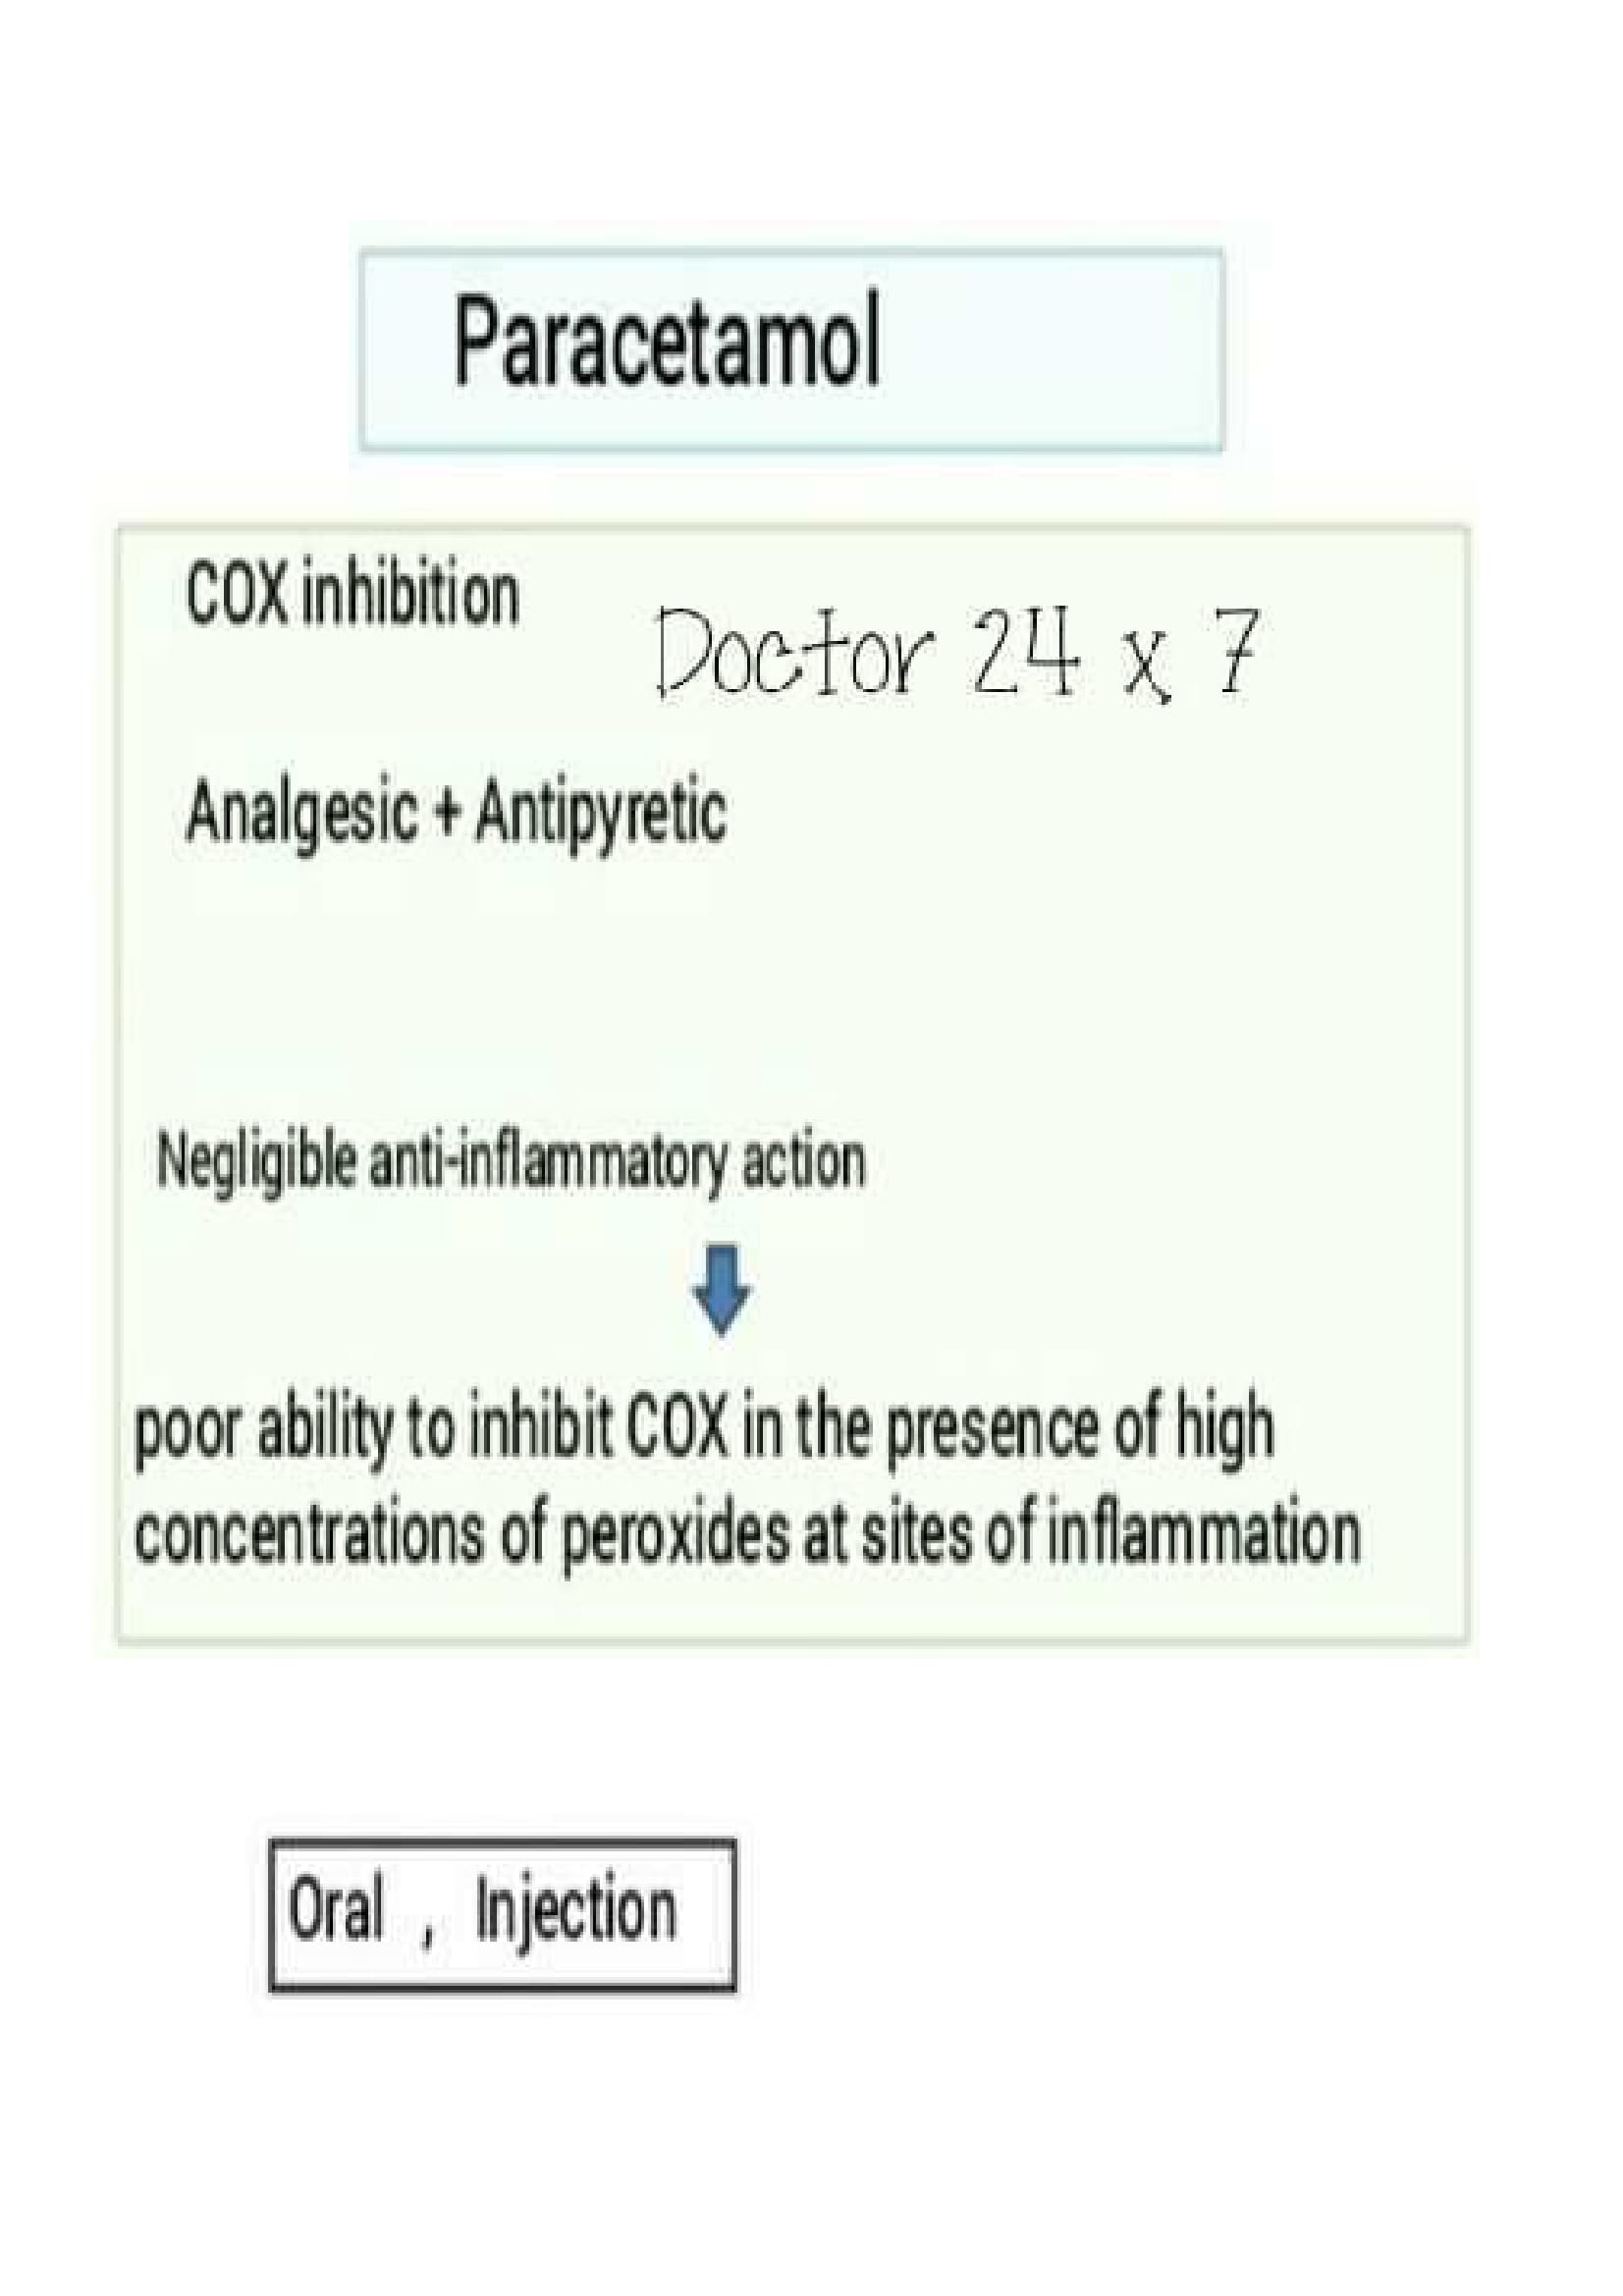 Paracetamol
COX inhibition
Doctor 24 x 7
Analgesic + Antipyretic
Negligible anti-inflammatory action
poor ability to inhibit COX in the presence of high
concentrations of peroxides at sites of inflammation
Oral , Injection